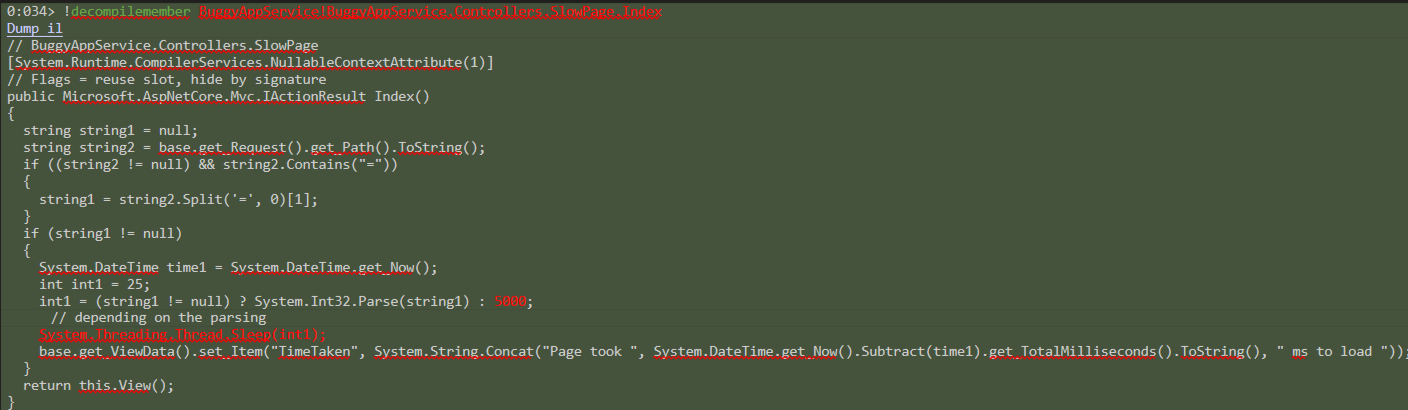 0:034> !decompilemember BuggyAppService!BuggyAppService.Controllers.SlowPage.Index
Dump il
// BuggyAppService.Controllers.SlowPage
[System.Runtime.CompilerServices.NullableContextAttribute(1)]
// Flags = reuse slot, hide by signature
public Microsoft.AspNetCore.Mvc.IActionResult Index()
{
  string string1 = null;
  string string2 = base.get_Request().get_Path().ToString();
  if ((string2 != null) && string2.Contains("="))
  {
    string1 = string2.Split('=', 0)[1];
  }
  if (string1 != null)
  {
    System.DateTime time1 = System.DateTime.get_Now();
    int int1 = 25;
    int1 = (string1 != null) ? System.Int32.Parse(string1) : 5000;
     // depending on the parsing
    System.Threading.Thread.Sleep(int1);
    base.get_ViewData().set_Item("TimeTaken", System.String.Concat("Page took ", System.DateTime.get_Now().Subtract(time1).get_TotalMilliseconds().ToString(), " ms to load "));
  }
  return this.View();
}